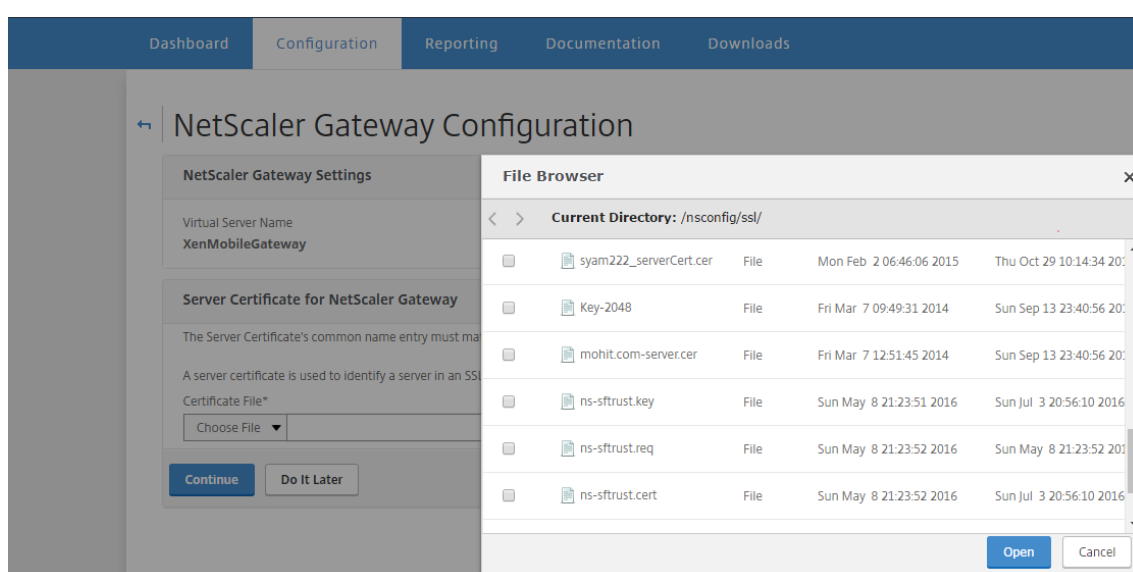 Dashboard Configuration Reporting Documentation Downloads
NetScaler Gateway Configuration
NetScaler Gateway Settings
Virtual Server Name
XenMobileGateway
Server Certificate for NetScaler Gateway
The Server Certificate's common name entry must
A server certificate is used to identify a server in an
Certificate File*
Choose File
Continue Do It Later
File Browser
Current Directory: /nsconfig/ssl/
syam222_serverCert.cer File Mon Feb 2 06:46:06 2015 Thu Oct 29 10:14:34
Key-2048 File Fri Mar 7 09:49:31 2014 Sun Sep 13 23:40:56
mohit.com-server.cer File Fri Mar 7 12:51:45 2014 Sun Sep 13 23:40:56
ns-sftrust.key File Sun May 8 21:23:51 2016 Sun Jul 3 20:56:10 2016
ns-sftrust.req File Sun May 8 21:23:52 2016 Sun May 8 21:23:52
ns-sftrust.cert File Sun May 8 21:23:52 2016 Sun Jul 3 20:56:10 2016
Open Cancel